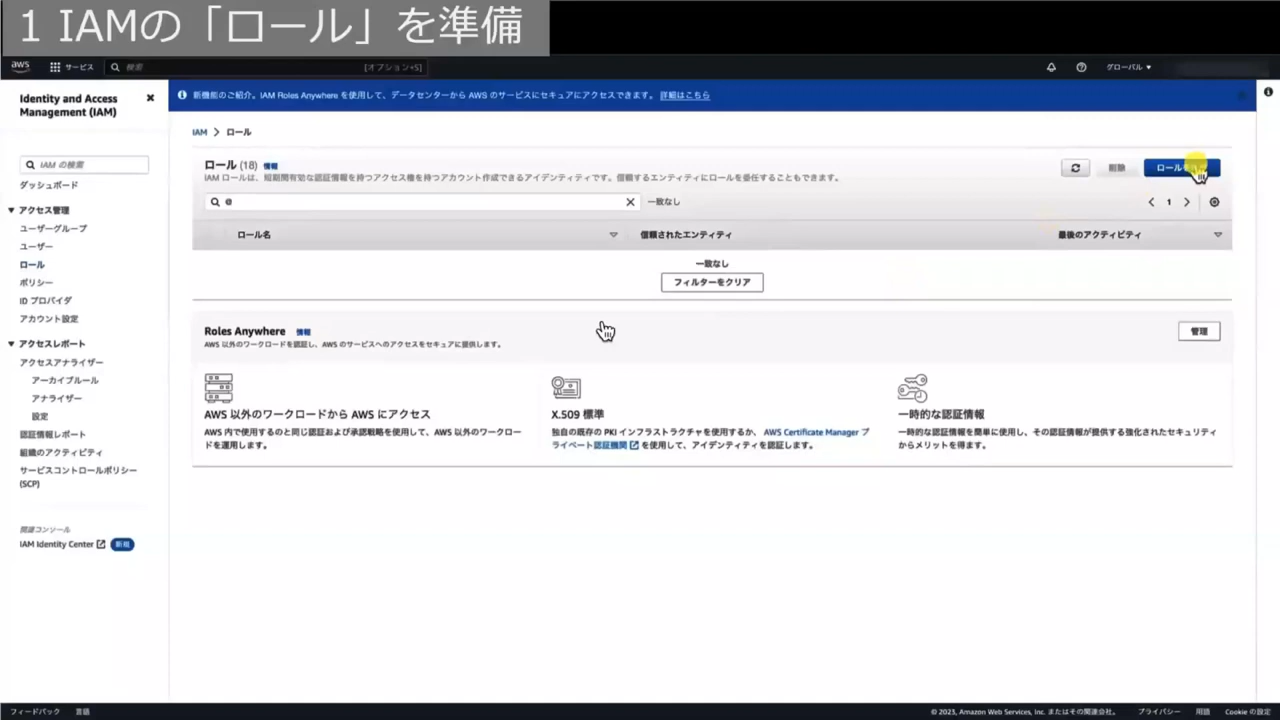 1 IAMの「ロール」を準備
aws サービス 検索 [オプション+S] グローバル
Identity and Access
Management (IAM)
新機能のご紹介。IAM Roles Anywhere を使用して、データセンターから AWS のサービスにセキュアにアクセスできます。 詳細はこちら
IAM の検索
ダッシュボード
アクセス管理
ユーザーグループ
ユーザー
ロール
ポリシー
ID プロバイダ
アカウント設定
アクセスレポート
アクセスアナライザー
アーカイブルール
アナライザー
設定
認証情報レポート
組織のアクティビティ
サービスコントロールポリシー
(SCP)
関連コンソール
IAM Identity Center 新規
IAM > ロール
ロール (18) 情報
IAM ロールは、短期間有効な認証情報を持つアクセス権を持つアカウント作成できるアイデンティティです。信頼するエンティティにロールを委任することもできます。
削除
@ 一致なし
1
ロール名 信頼されたエンティティ 最後のアクティビティ
一致なし
フィルターをクリア
Roles Anywhere 情報
AWS 以外のワークロードを認証し、AWS のサービスへのアクセスをセキュアに提供します。
管理
AWS 以外のワークロードから AWS にアクセス
AWS 内で使用するのと同じ認証および承認戦略を使用して、AWS 以外のワークロー
ドを運用します。
X.509 標準
独自の既存の PKI インフラストラクチャを使用するか、AWS Certificate Manager プ
ライベート認証機関 を使用して、アイデンティティを認証します。
一時的な認証情報
一時的な認証情報を簡単に使用し、その認証情報が提供する強化されたセキュリティ
からメリットを得ます。
フィードバック 言語 © 2023, Amazon Web Services, Inc. またはその関連会社。 プライバシー 用語 Cookie の設定